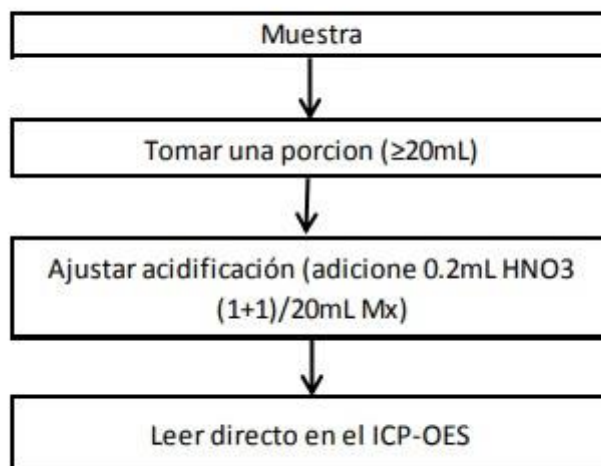 Muestra
Tomar una porcion (≥20mL)
Ajustar acidificación (adicione 0.2mL HNO3
(1+1)/20mL Mx)
Leer directo en el ICP-OES